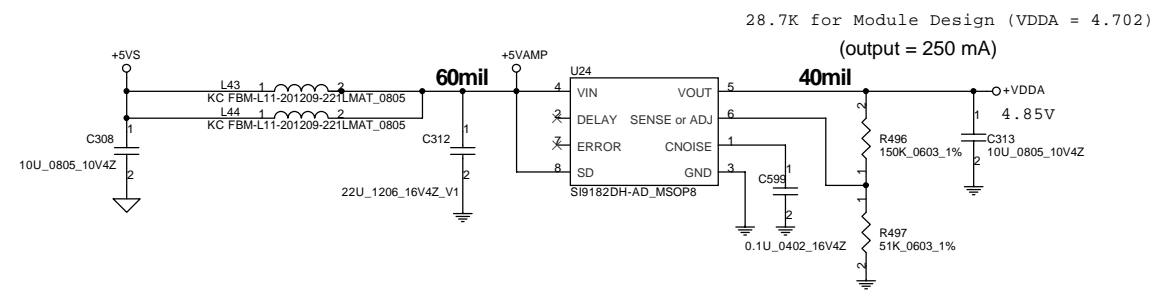 28.7K for Module Design (VDDA = 4.702)
(output = 250 mA)
+5VS
+5VAMP
L43 1 2
KC FBM-L11-201209-221LMAT_0805
60mil
U24
40mil
L44 1 2
KC FBM-L11-201209-221LMAT_0805
4 VIN VOUT 5
2 DELAY SENSE or ADJ 6
7 ERROR CNOISE 1
8 SD GND 3
SI9182DH-AD_MSOP8
+VDDA
4.85V
1
C308
10U_0805_10V4Z
2
1
C312
22U_1206_16V4Z_V1
2
1
C599
2
0.1U_0402_16V4Z
2
R496
150K_0603_1%
1
1
C313
10U_0805_10V4Z
2
1
R497
51K_0603_1%
2